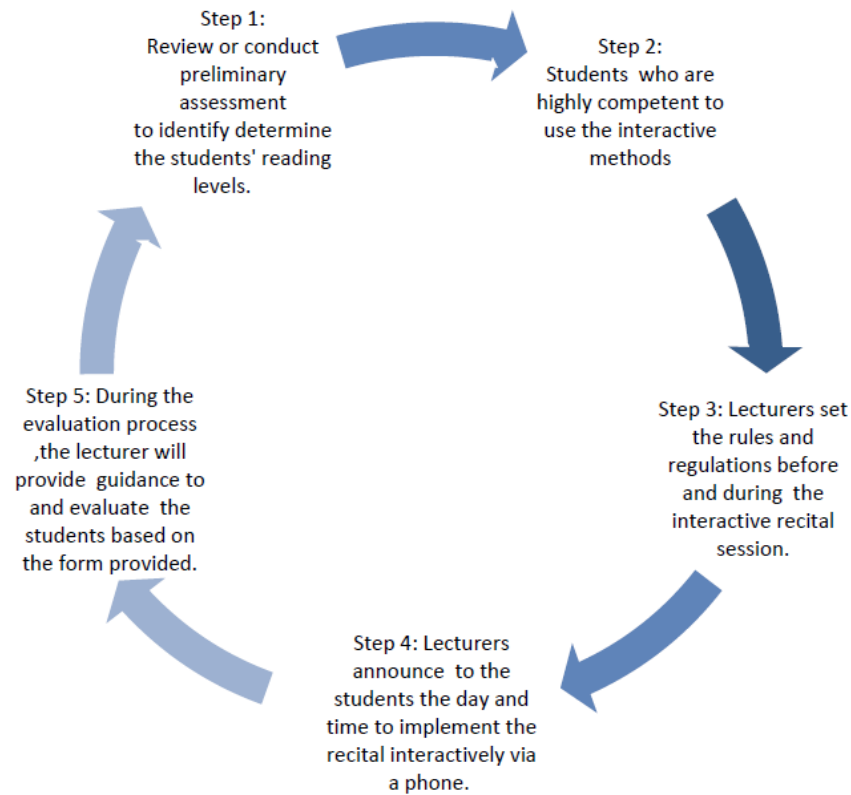 Step 1:
Review or conduct
preliminary
assessment
to identify determine
the students' reading
levels.
Step 2:
Students who are
highly competent to
use the interactive
methods
Step 3: Lecturers set
the rules and
regulations before
and during the
interactive recital
session.
Step 4: Lecturers
announce to the
students the day and
time to implement the
recital interactively via
a phone.
Step 5: During the
evaluation process
,the lecturer will
provide guidance to
and evaluate the
students based on
the form provided.